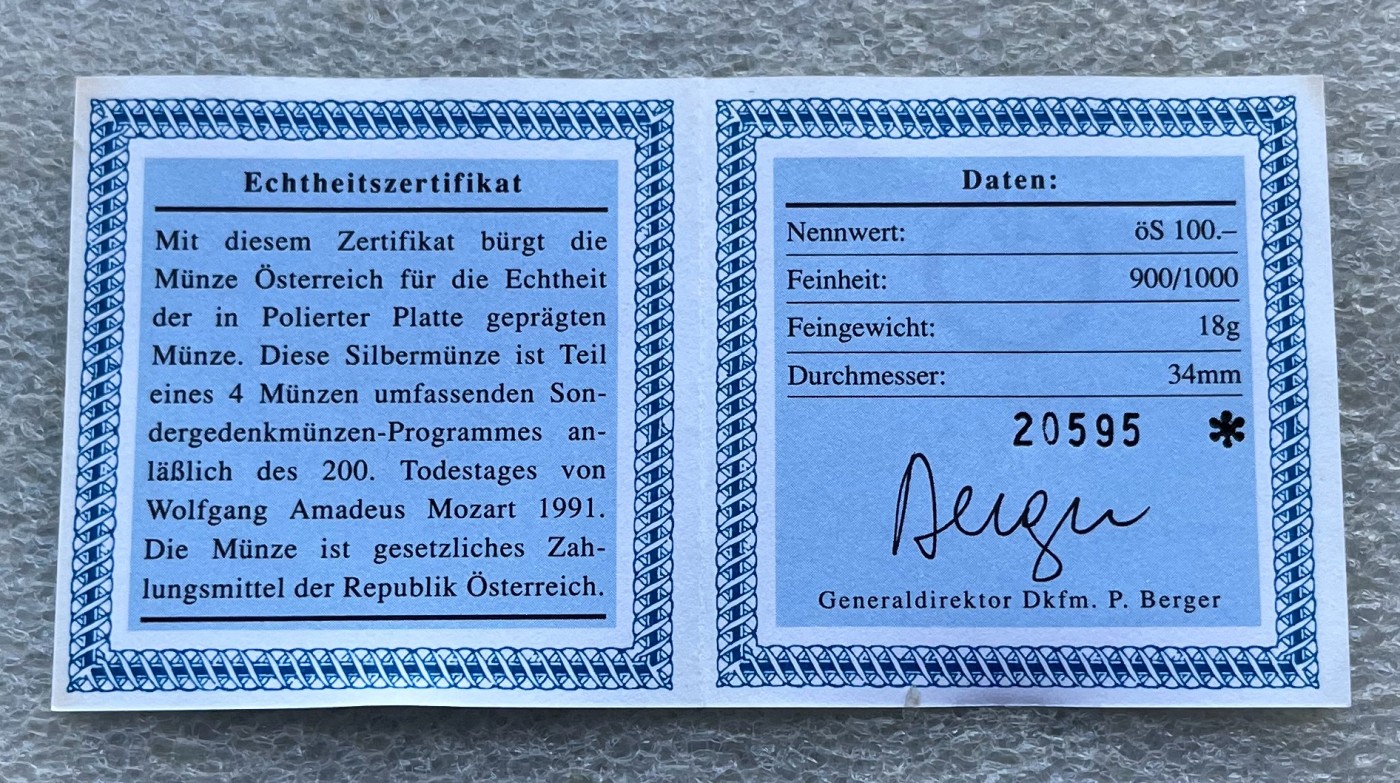 Echtheitszertifikat
Mit diesem Zertifikat bürgt die
Münze Österreich für die Echtheit
der in Polierter Platte geprägten
Münze. Diese Silbermünze ist Teil
eines 4 Münzen umfassenden Son-
dergedenkmünzen-Programmes an-
läßlich des 200. Todestages von
Wolfgang Amadeus Mozart 1991.
Die Münze ist gesetzliches Zah-
lungsmittel der Republik Österreich.
Daten:
Nennwert: öS 100.–
Feinheit: 900/1000
Feingewicht: 18g
Durchmesser: 34mm
20595 *
Berger
Generaldirektor Dkfm. P. Berger